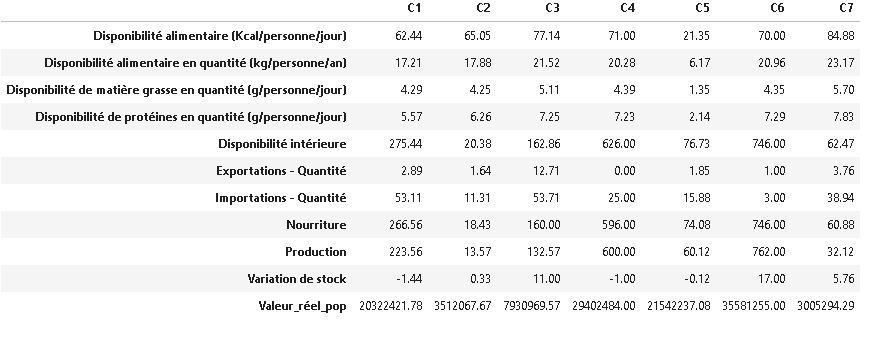 C1 C2 C3 C4 C5 C6 C7
Disponibilité alimentaire (Kcal/personne/jour) 62.44 65.05 77.14 71.00 21.35 70.00 84.88
Disponibilité alimentaire en quantité (kg/personne/an) 17.21 17.88 21.52 20.28 6.17 20.96 23.17
Disponibilité de matière grasse en quantité (g/personne/jour) 4.29 4.25 5.11 4.39 1.35 4.35 5.70
Disponibilité de protéines en quantité (g/personne/jour) 5.57 6.26 7.25 7.23 2.14 7.29 7.83
Disponibilité intérieure 275.44 20.38 162.86 626.00 76.73 746.00 62.47
Exportations - Quantité 2.89 1.64 12.71 0.00 1.85 1.00 3.76
Importations - Quantité 53.11 11.31 53.71 25.00 15.88 3.00 38.94
Nourriture 266.56 18.43 160.00 596.00 74.08 746.00 60.88
Production 223.56 13.57 132.57 600.00 60.12 762.00 32.12
Variation de stock -1.44 0.33 11.00 -1.00 -0.12 17.00 5.76
Valeur_réel_pop 20322421.78 3512067.67 7930969.57 29402484.00 21542237.08 35581255.00 3005294.29